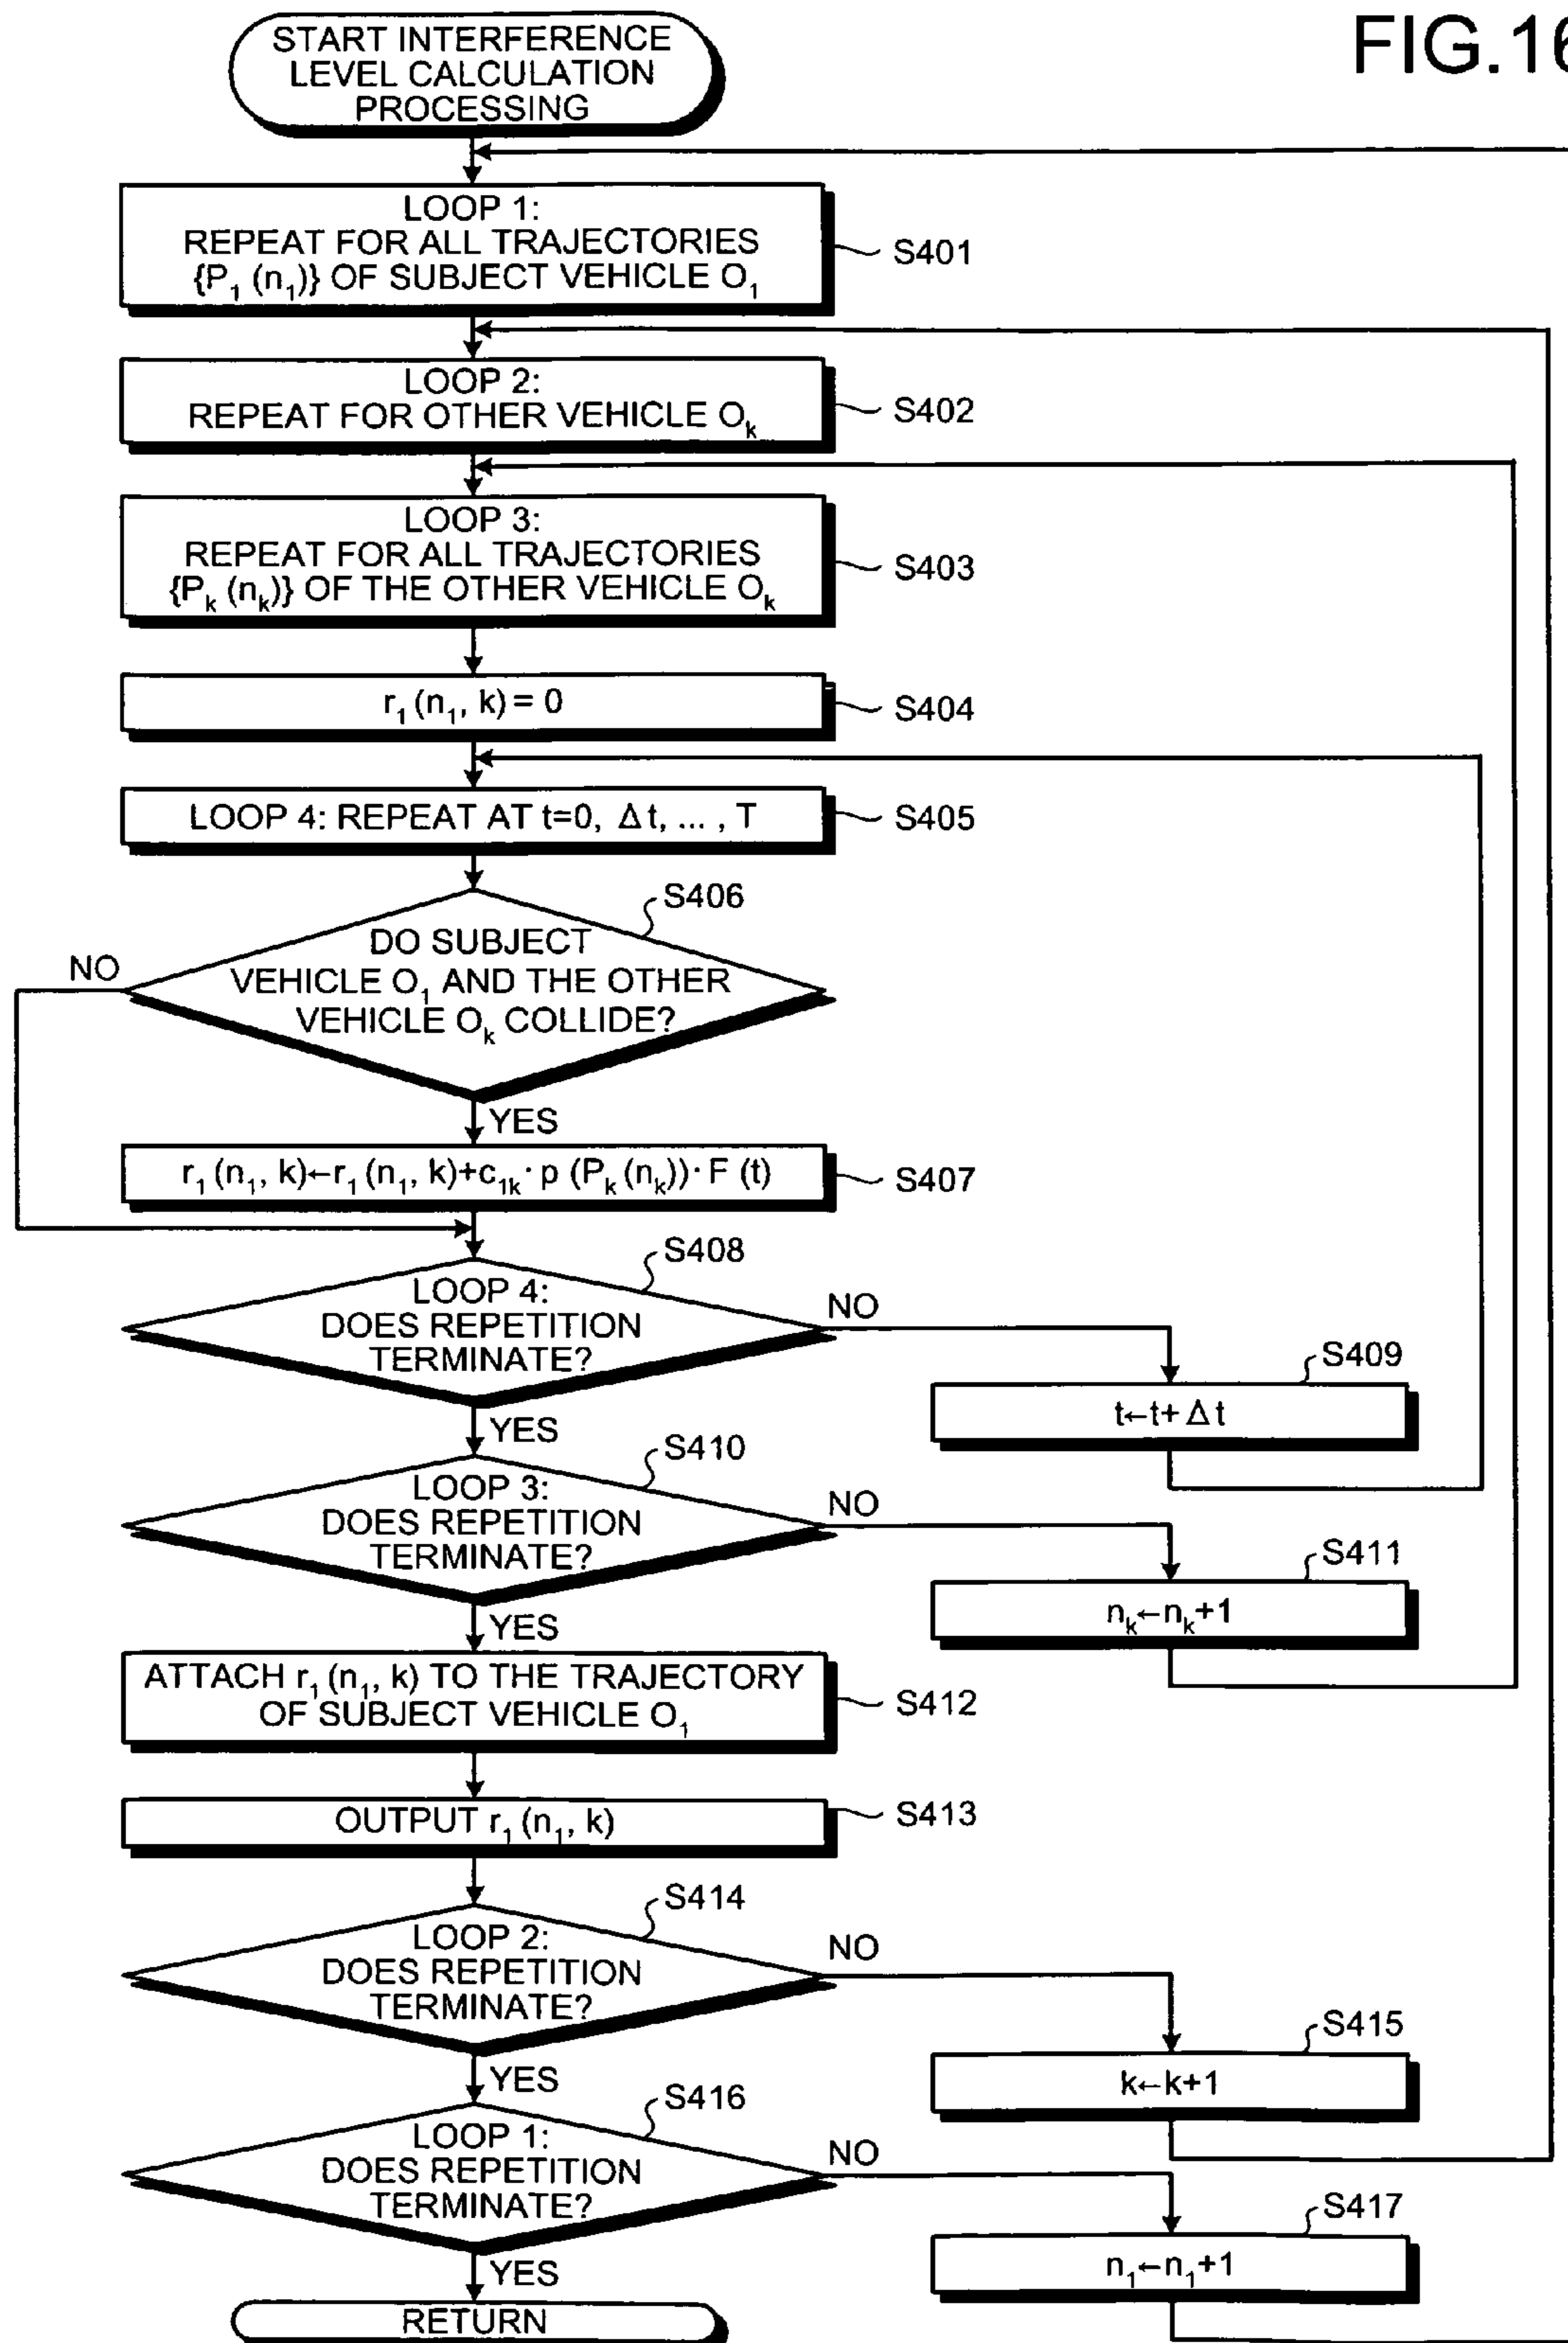 FIG.16
START INTERFERENCE
LEVEL CALCULATION
PROCESSING
LOOP 1:
REPEAT FOR ALL TRAJECTORIES
{P₁ (n₁)} OF SUBJECT VEHICLE O₁
S401
LOOP 2:
REPEAT FOR OTHER VEHICLE Oₖ
S402
LOOP 3:
REPEAT FOR ALL TRAJECTORIES
{Pₖ (nₖ)} OF THE OTHER VEHICLE Oₖ
S403
r₁ (n₁, k) = 0
S404
LOOP 4: REPEAT AT t=0, Δt, ... , T
S405
S406
DO SUBJECT
VEHICLE O₁ AND THE OTHER
VEHICLE Oₖ COLLIDE?
NO
YES
r₁ (n₁, k)←r₁ (n₁, k)+c₁ₖ · p (Pₖ (nₖ)) · F (t)
S407
S408
LOOP 4:
DOES REPETITION
TERMINATE?
NO
S409
t←t+Δt
YES
S410
LOOP 3:
DOES REPETITION
TERMINATE?
NO
S411
nₖ←nₖ+1
YES
ATTACH r₁ (n₁, k) TO THE TRAJECTORY
OF SUBJECT VEHICLE O₁
S412
OUTPUT r₁ (n₁, k)
S413
S414
LOOP 2:
DOES REPETITION
TERMINATE?
NO
S415
k←k+1
YES
S416
LOOP 1:
DOES REPETITION
TERMINATE?
NO
S417
n₁←n₁+1
YES
RETURN